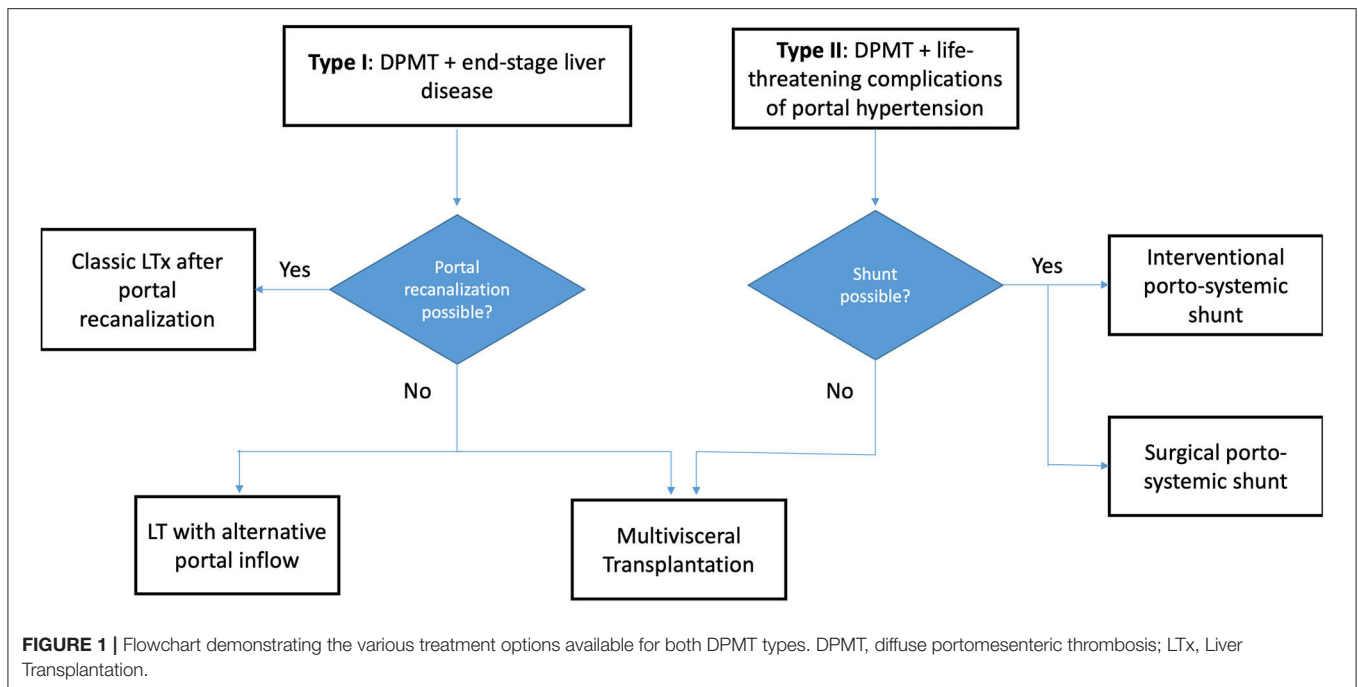 Type I: DPMT + end-stage liver
disease
Type II: DPMT + life-
threatening complications
of portal hypertension
Classic LTx after
portal
recanalization
Yes
Portal
recanalization
possible?
Shunt
possible?
Yes
Interventional
porto-systemic
shunt
No
No
Surgical porto-
systemic shunt
LT with alternative
portal inflow
Multivisceral
Transplantation
FIGURE 1 | Flowchart demonstrating the various treatment options available for both DPMT types. DPMT, diffuse portomesenteric thrombosis; LTx, Liver
Transplantation.